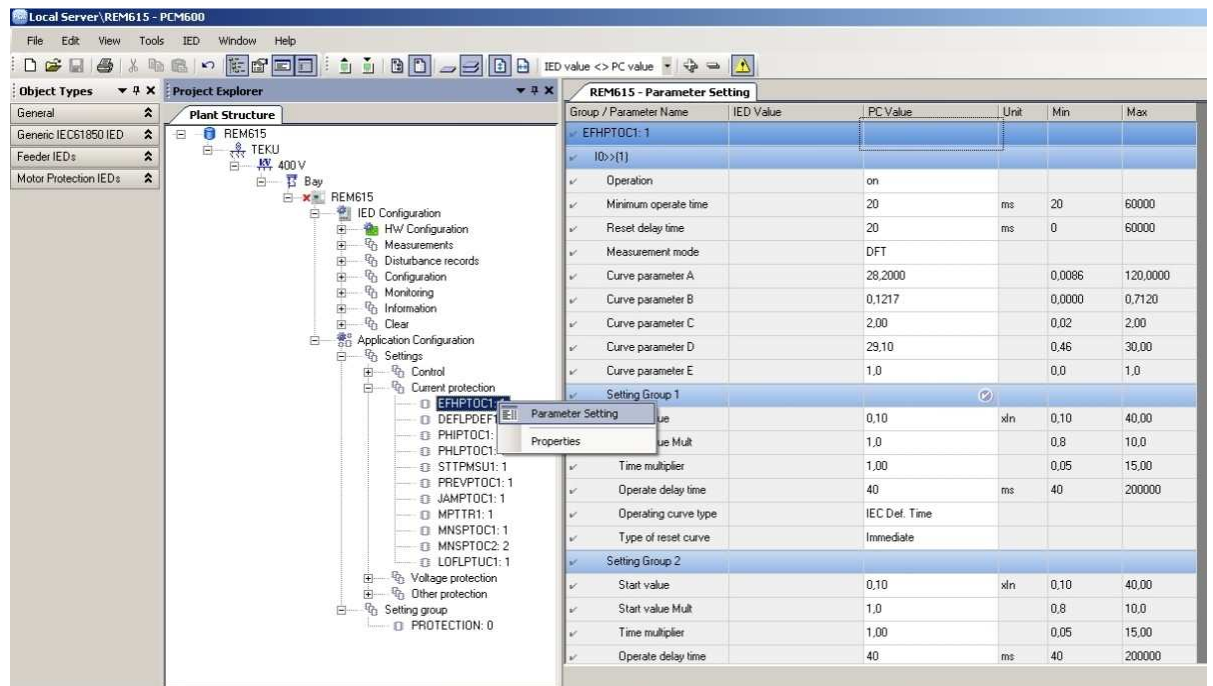 Local Server\REM615 - PCM600
File Edit View Tools IED Window Help
IED value <> PC value
Object Types
General
Generic IEC61850 IED
Feeder IEDs
Motor Protection IEDs
Project Explorer
Plant Structure
REM615
TEKU
400 V
Bay
REM615
IED Configuration
HW Configuration
Measurements
Disturbance records
Configuration
Monitoring
Information
Clear
Application Configuration
Settings
Control
Current protection
EFHPTOC1:
DEFLPDEF1
PHIPTOC1:
PHLPTOC1:
STTPMSU1: 1
PREVPTOC1: 1
JAMPTOC1: 1
MPTTR1: 1
MNSPTOC1: 1
MNSPTOC2: 2
LOFLPTUC1: 1
Voltage protection
Other protection
Setting group
PROTECTION: 0
Parameter Setting
Properties
REM615 - Parameter Setting
Group / Parameter Name IED Value PC Value Unit Min Max
EFHPTOC1: 1
I0>>(1)
Operation on
Minimum operate time 20 ms 20 60000
Reset delay time 20 ms 0 60000
Measurement mode DFT
Curve parameter A 28,2000 0,0086 120,0000
Curve parameter B 0,1217 0,0000 0,7120
Curve parameter C 2,00 0,02 2,00
Curve parameter D 29,10 0,46 30,00
Curve parameter E 1,0 0,0 1,0
Setting Group 1
ue 0,10 xIn 0,10 40,00
ue Mult 1,0 0,8 10,0
Time multiplier 1,00 0,05 15,00
Operate delay time 40 ms 40 200000
Operating curve type IEC Def. Time
Type of reset curve Immediate
Setting Group 2
Start value 0,10 xIn 0,10 40,00
Start value Mult 1,0 0,8 10,0
Time multiplier 1,00 0,05 15,00
Operate delay time 40 ms 40 200000